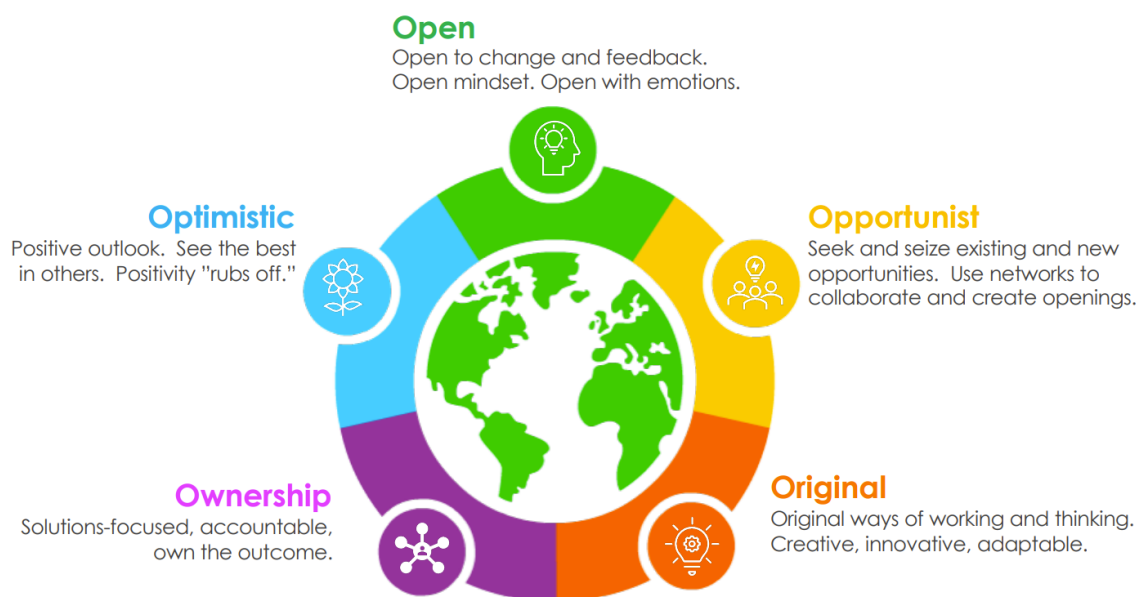 Open
Open to change and feedback.
Open mindset. Open with emotions.
Optimistic
Positive outlook.  See the best
in others.  Positivity ”rubs off.”
Opportunist
Seek and seize existing and new
opportunities.  Use networks to
collaborate and create openings.
Ownership
Solutions-focused, accountable,
own the outcome.
Original
Original ways of working and thinking.
Creative, innovative, adaptable.